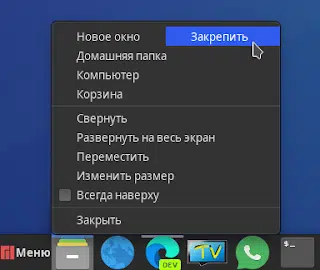 Новое окно
Закрепить
Домашняя папка
Компьютер
Корзина
Свернуть
Развернуть на весь экран
Переместить
Изменить размер
Всегда наверху
Закрыть
Меню
DEV
TV
$_